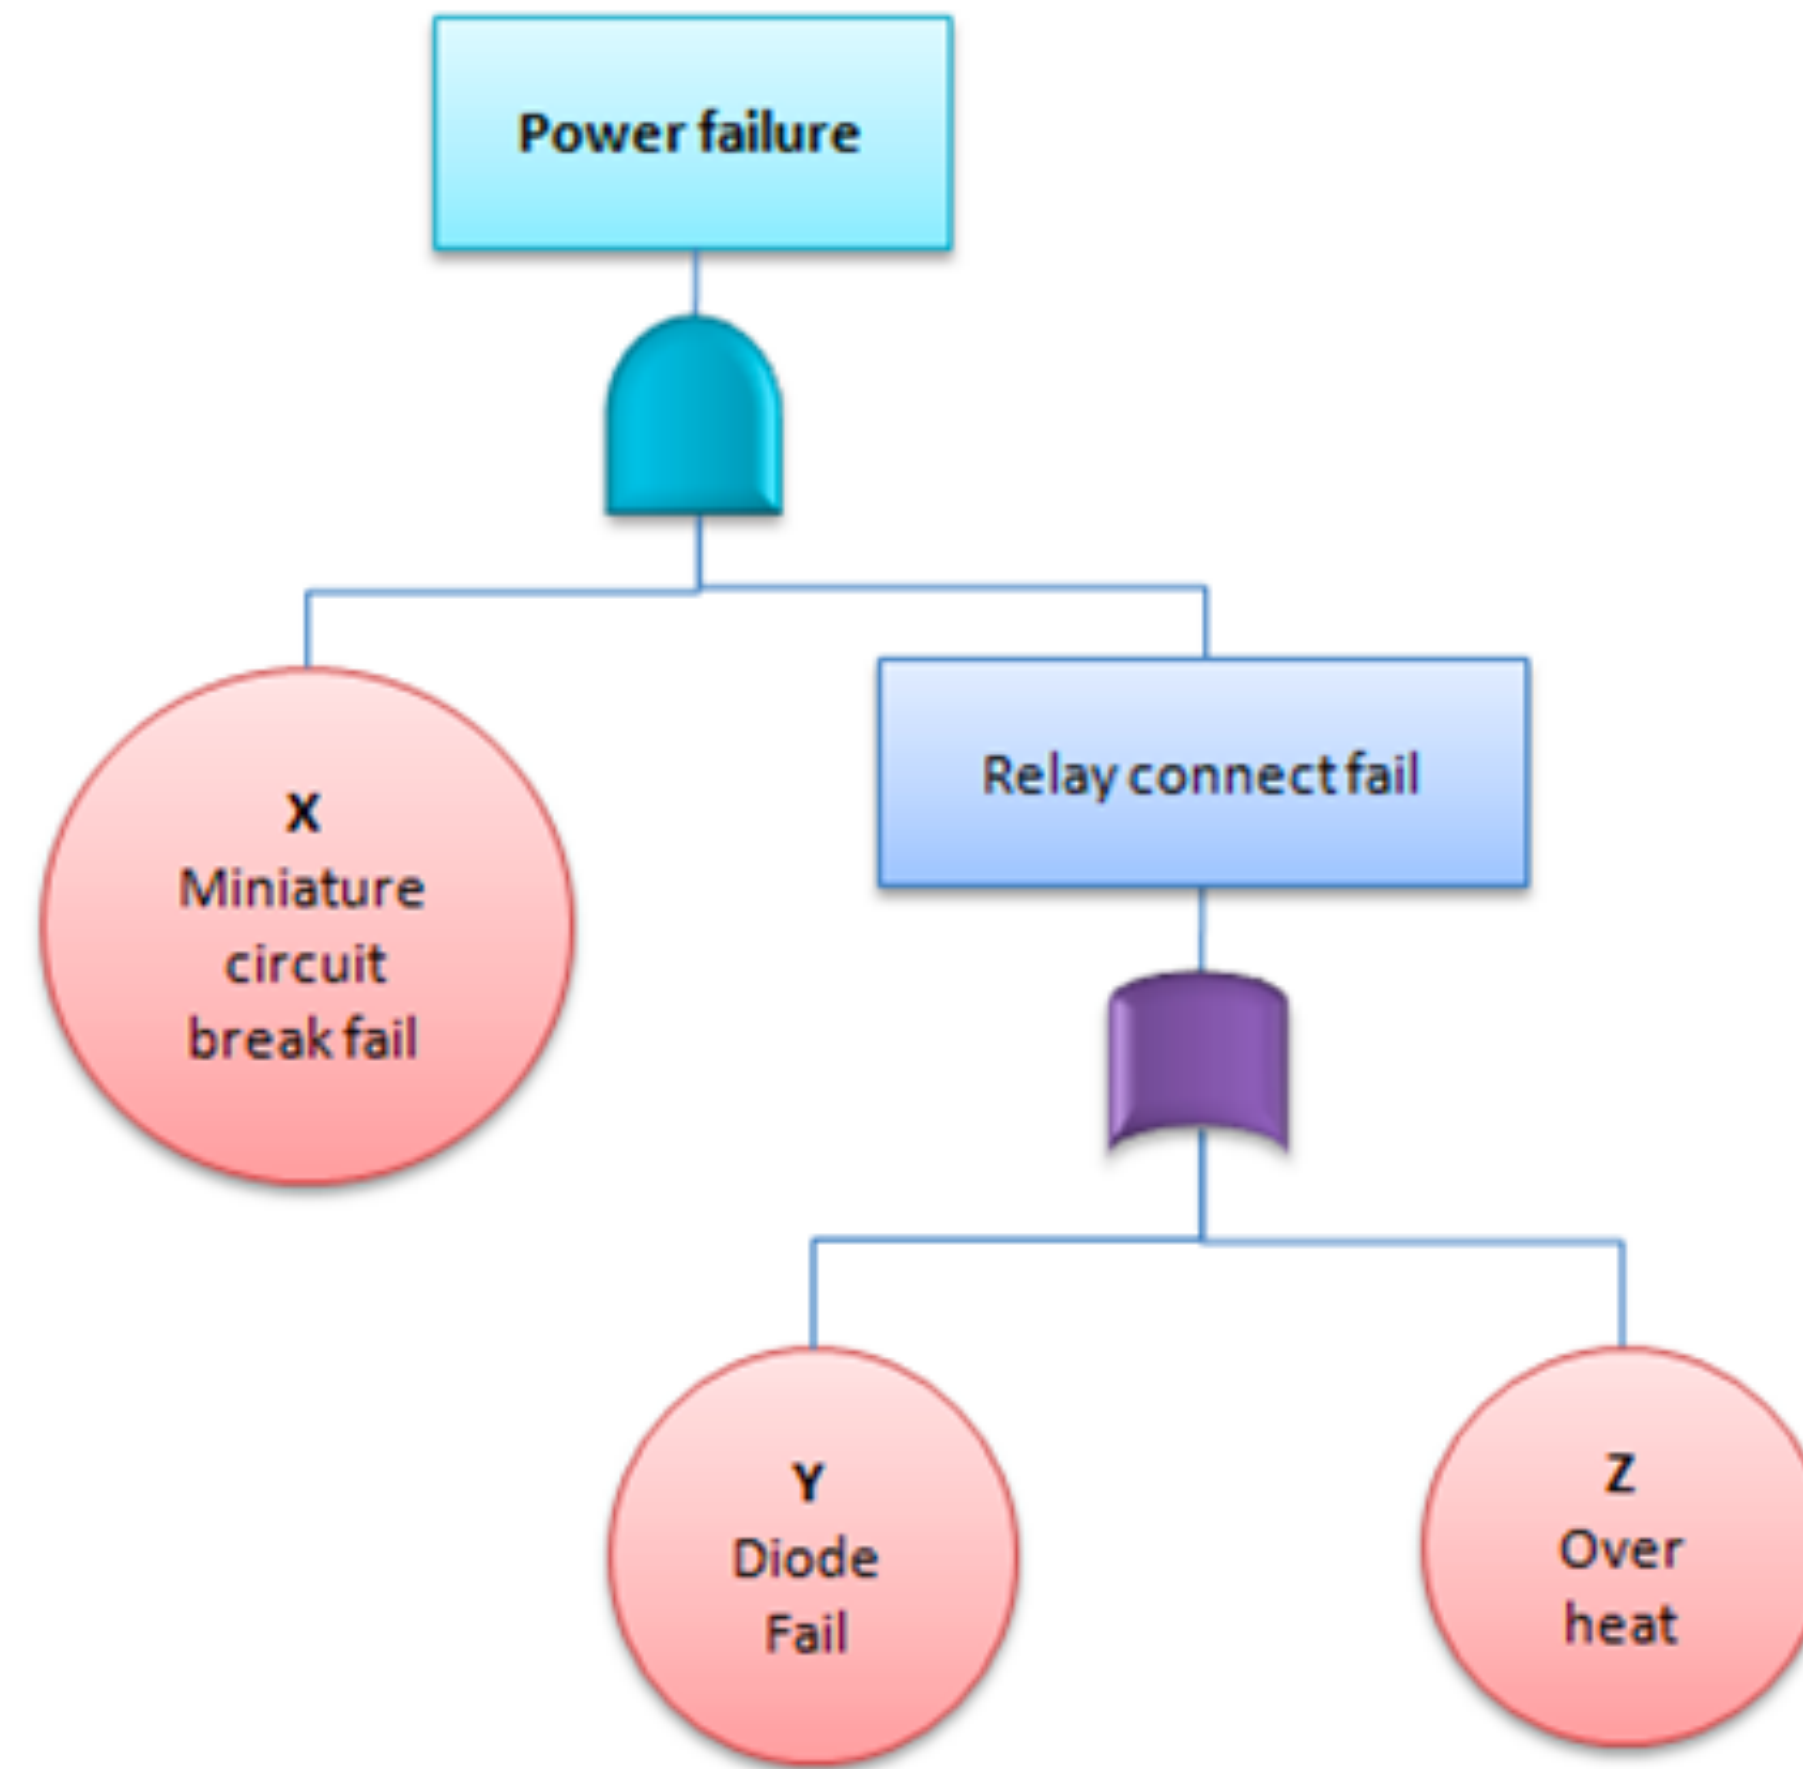 Power failure
X
Miniature
circuit
break fail
Relay connect fail
Y
Diode
Fail
Z
Over
heat